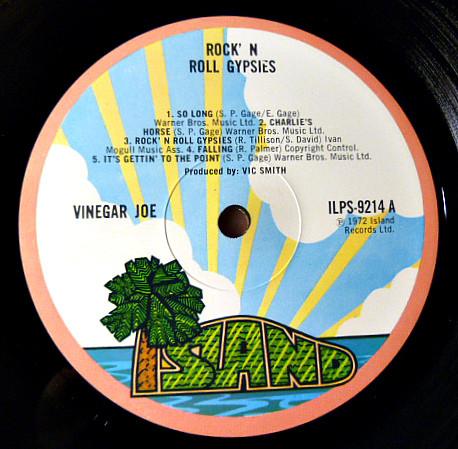 ROCK' N
ROLL GYPSIES
1. SO LONG (S. P. Gage/E. Gage)
Warner Bros. Music Ltd. 2. CHARLIE'S
HORSE (S. P. Gage) Warner Bros. Music Ltd.
3. ROCK' N ROLL GYPSIES (R. Tillison/S. David) Ivan
Mogull Music Ass. 4. FALLING (R. Palmer) Copyright Control.
5. IT'S GETTIN' TO THE POINT (S. P. Gage) Warner Bros. Music Ltd.
Produced by: VIC SMITH
VINEGAR JOE
ILPS-9214 A
℗ 1972 Island
Records Ltd.
ISLAND